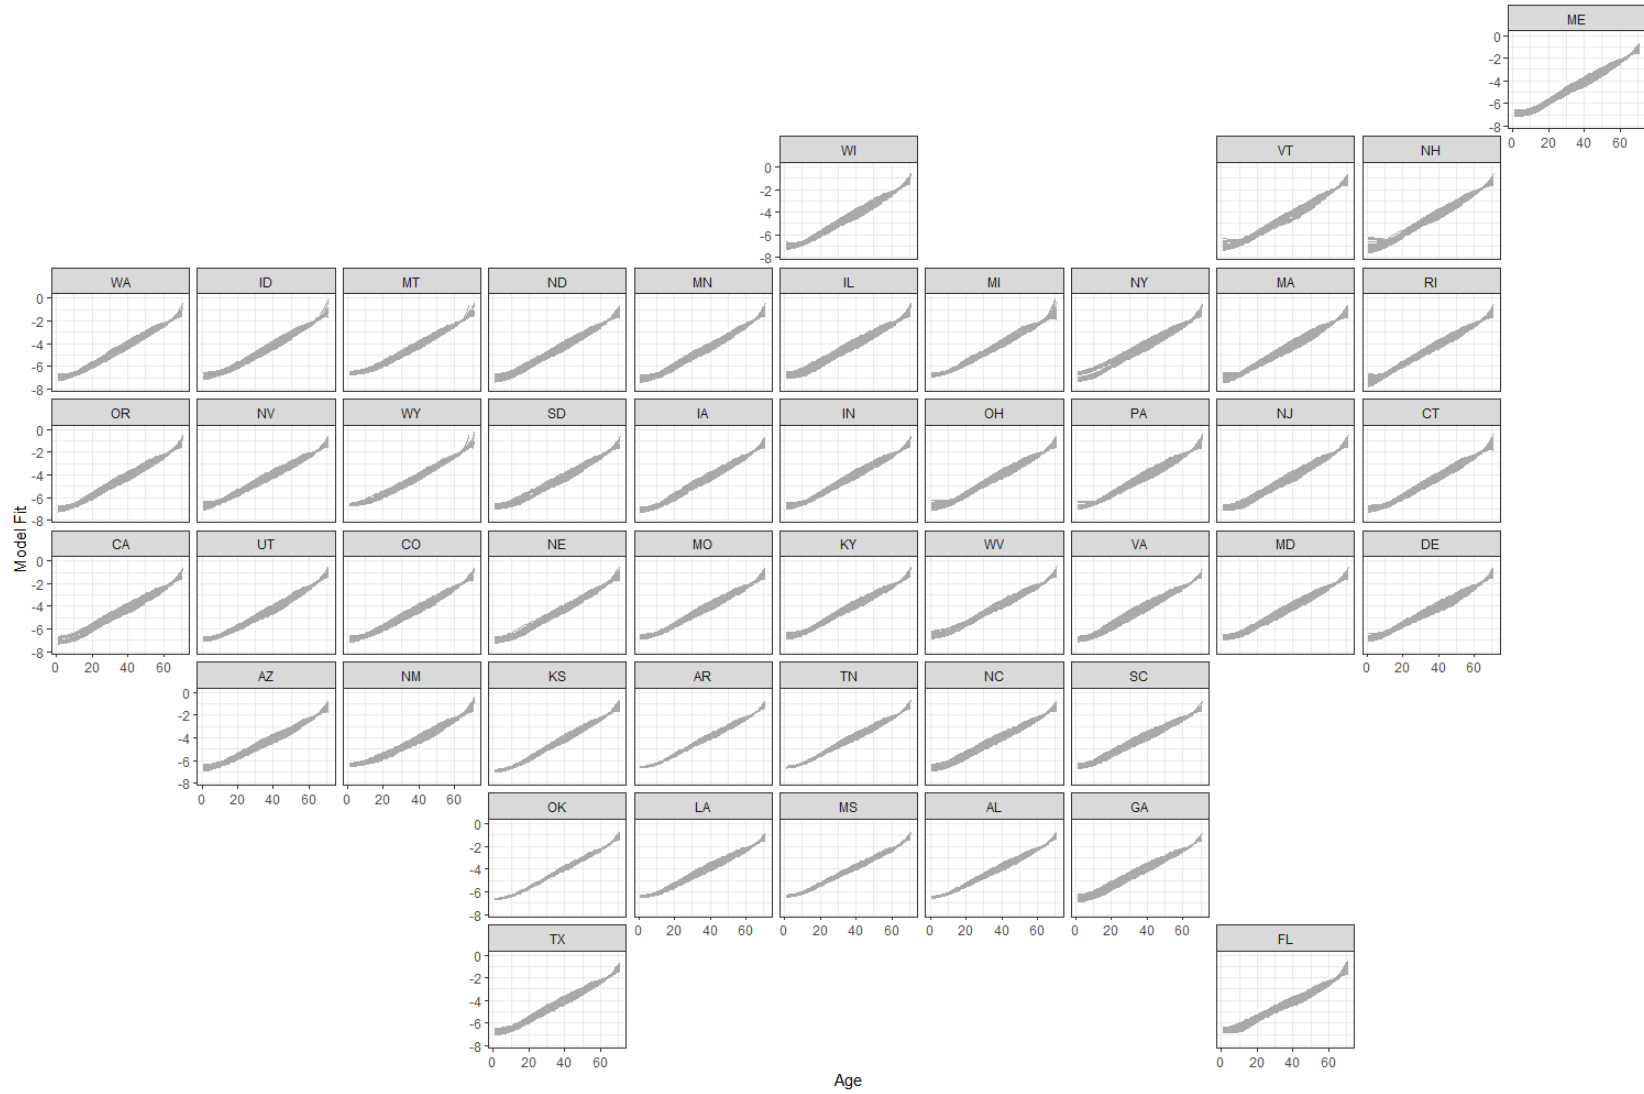 ME
0
-2
-4
-6
-8
0 20 40 60
WI VT NH
0
-2
-4
-6
-8
WA ID MT ND MN IL MI NY MA RI
0
-2
-4
-6
-8
OR NV WY SD IA IN OH PA NJ CT
0
-2
-4
-6
-8
Model Fit
CA UT CO NE MO KY WV VA MD DE
0
-2
-4
-6
-8
0 20 40 60 0 20 40 60
AZ NM KS AR TN NC SC
0
-2
-4
-6
-8
0 20 40 60 0 20 40 60
OK LA MS AL GA
0
-2
-4
-6
-8
0 20 40 60 0 20 40 60 0 20 40 60 0 20 40 60
TX FL
0
-2
-4
-6
-8
0 20 40 60 0 20 40 60
Age